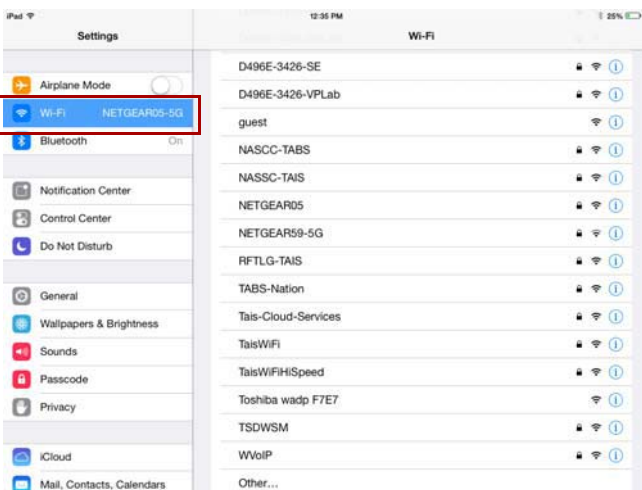 iPad 12:35 PM 25%
Settings
Wi-Fi
Airplane Mode
Wi-Fi NETGEAR05-5G
Bluetooth On
Notification Center
Control Center
Do Not Disturb
General
Wallpapers & Brightness
Sounds
Passcode
Privacy
iCloud
Mail, Contacts, Calendars
D496E-3426-SE
D496E-3426-VPLab
guest
NASCC-TABS
NASSC-TAIS
NETGEAR05
NETGEAR59-5G
RFTLG-TAIS
TABS-Nation
Tais-Cloud-Services
TaisWiFi
TaisWiFiHiSpeed
Toshiba wadp F7E7
TSDWSM
WVoIP
Other...